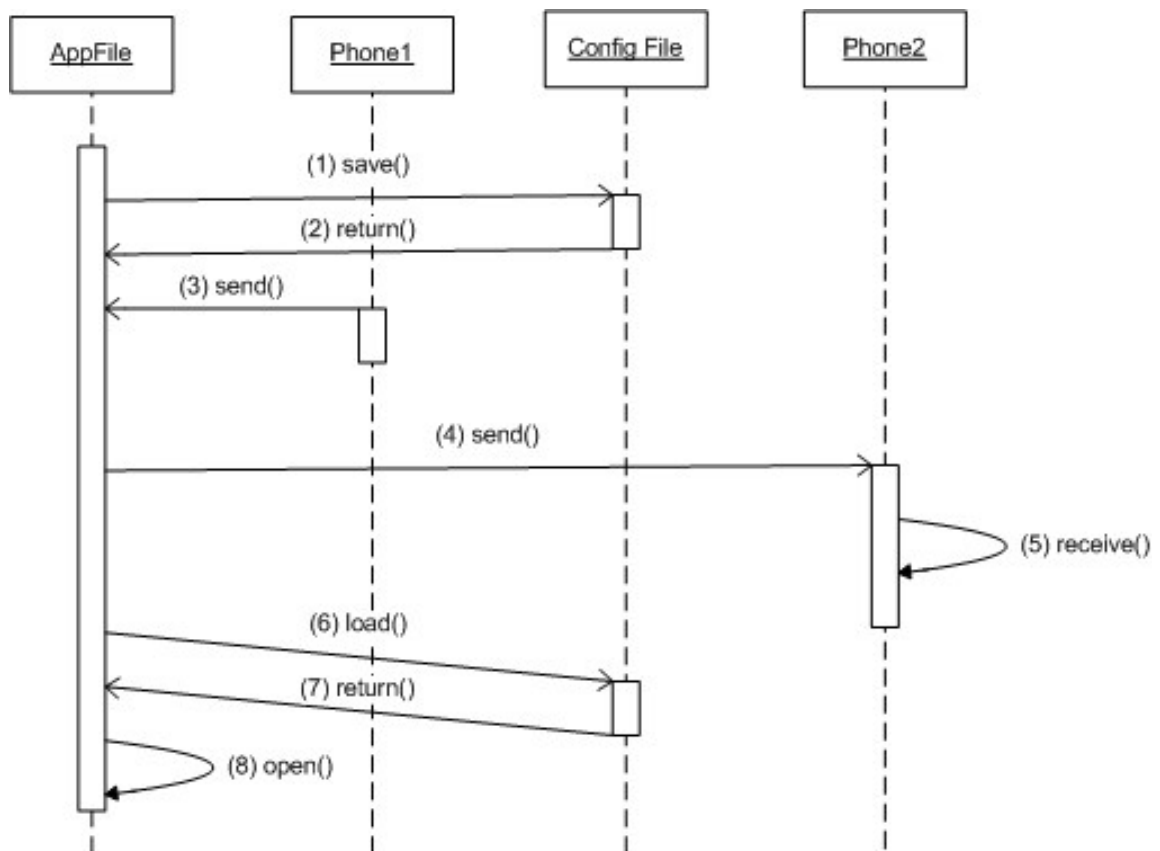 AppFile
Phone1
Config File
Phone2
(1) save()
(2) return()
(3) send()
(4) send()
(5) receive()
(6) load()
(7) return()
(8) open()